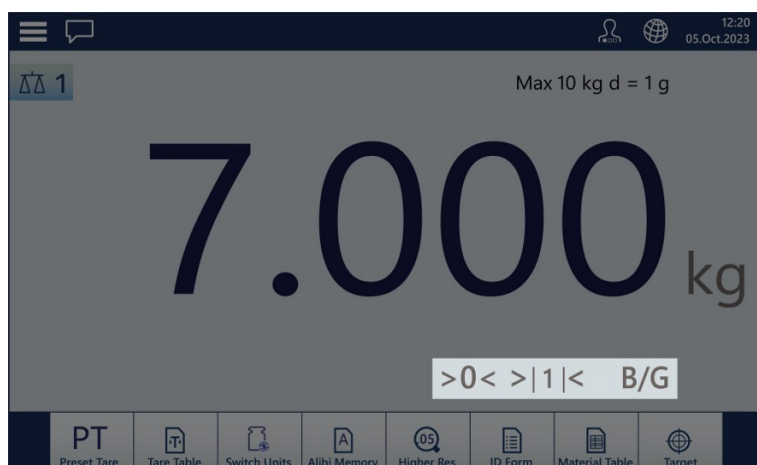 12:20
05.Oct.2023
1
Max 10 kg d = 1 g
7.000 kg
>0< >|1|< B/G
PT
·T·
A
.05
Preset Tare
Tare Table
Switch Units
Alibi Memory
Higher Res.
ID Form
Material Table
Target